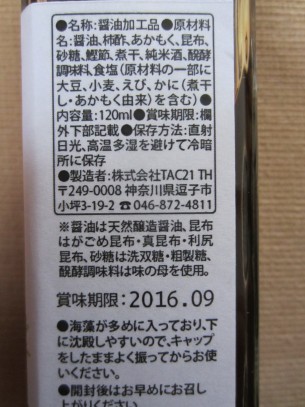 ●名称:醤油加工品●原材料
名:醤油、柿酢、あかもく、昆布、
砂糖、鰹節、煮干、純米酒、醗酵
調味料、食塩(原材料の一部に
大豆、小麦、えび、かに(煮干
し・あかもく由来)を含む)●
内容量:120ml●賞味期限:欄
外下部記載●保存方法:直射
日光、高温多湿を避けて冷暗
所に保存
●製造者:株式会社TAC21 TH
〒249-0008 神奈川県逗子市
小坪3-19-2 ☎046-872-4811
※醤油は天然醸造醤油、昆布
はがごめ昆布・真昆布・利尻
昆布、砂糖は洗双糖・粗製糖、
醗酵調味料は味の母を使用。
賞味期限:2016.09
●海藻が多めに入っており、下
に沈殿しやすいので、キャップ
をしたままよく振ってからお使
いください。
●開封後はお早めにお召し
上がりください。